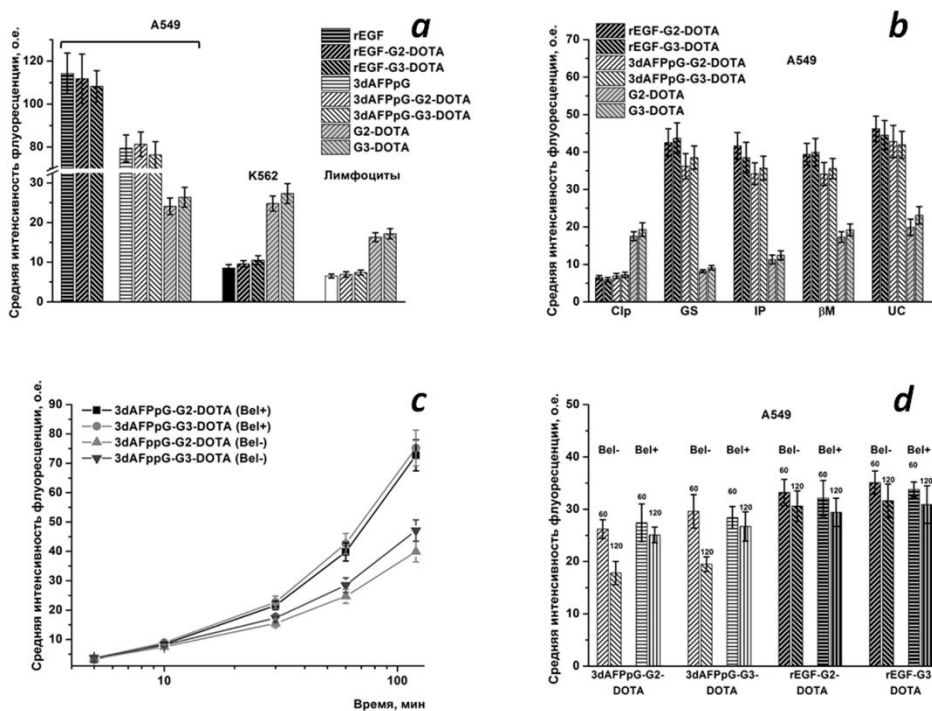 a
A549
Средняя интенсивность флуоресценции, о.е.
120
100
80
60
30
20
10
0
K562
Лимфоциты
rEGF
rEGF-G2-DOTA
rEGF-G3-DOTA
3dAFPpG
3dAFPpG-G2-DOTA
3dAFPpG-G3-DOTA
G2-DOTA
G3-DOTA
b
A549
Средняя интенсивность флуоресценции, о.е.
70
60
50
40
30
20
10
0
rEGF-G2-DOTA
rEGF-G3-DOTA
3dAFPpG-G2-DOTA
3dAFPpG-G3-DOTA
G2-DOTA
G3-DOTA
Clp GS IP βM UC
c
Средняя интенсивность флуоресценции, о.е.
90
80
70
60
50
40
30
20
10
3dAFPpG-G2-DOTA (Bel+)
3dAFPpG-G3-DOTA (Bel+)
3dAFppG-G2-DOTA (Bel-)
3dAFppG-G3-DOTA (Bel-)
10 100
Время, мин
d
A549
Средняя интенсивность флуоресценции, о.е.
50
40
30
20
10
0
Bel- Bel+ Bel- Bel+ Bel- Bel+ Bel- Bel+
60 120 60 120 60 120 60 120 60 120 60 120 60 120 60 120
3dAFPpG-G2-DOTA
3dAFPpG-G3-DOTA
rEGF-G2-DOTA
rEGF-G3-DOTA